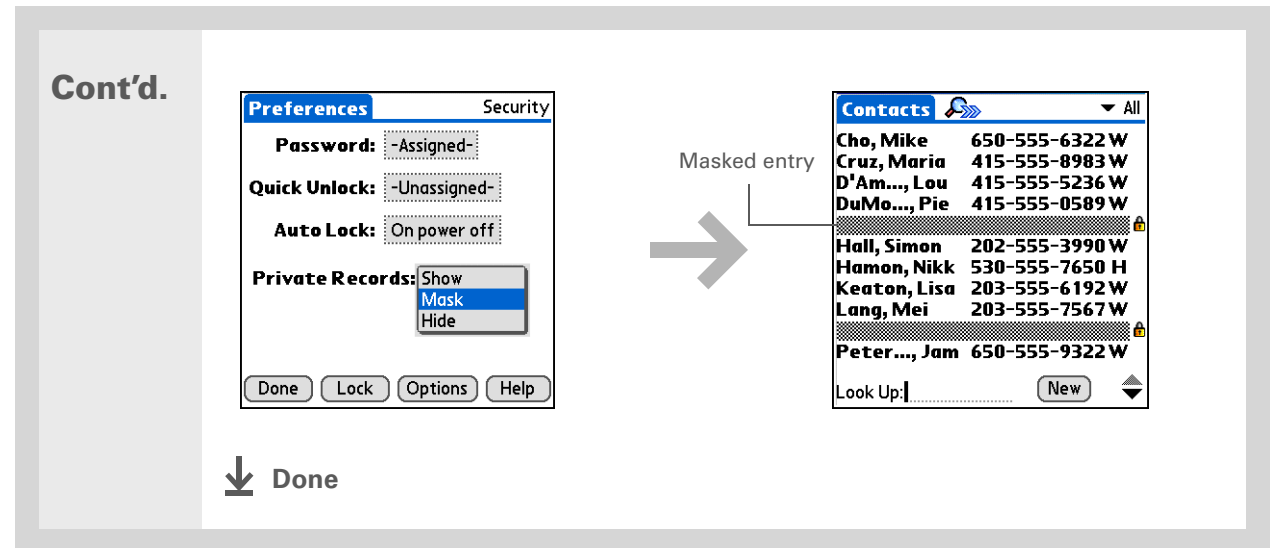 Cont'd.
Preferences Security
Password: -Assigned-
Quick Unlock: -Unassigned-
Auto Lock: On power off
Private Records: Show
Mask
Hide
Done Lock Options Help
Masked entry
Contacts All
Cho, Mike 650-555-6322 W
Cruz, Maria 415-555-8983 W
D'Am..., Lou 415-555-5236 W
DuMo..., Pie 415-555-0589 W
Hall, Simon 202-555-3990 W
Hamon, Nikk 530-555-7650 H
Keaton, Lisa 203-555-6192 W
Lang, Mei 203-555-7567 W
Peter..., Jam 650-555-9322 W
Look Up: New
Done